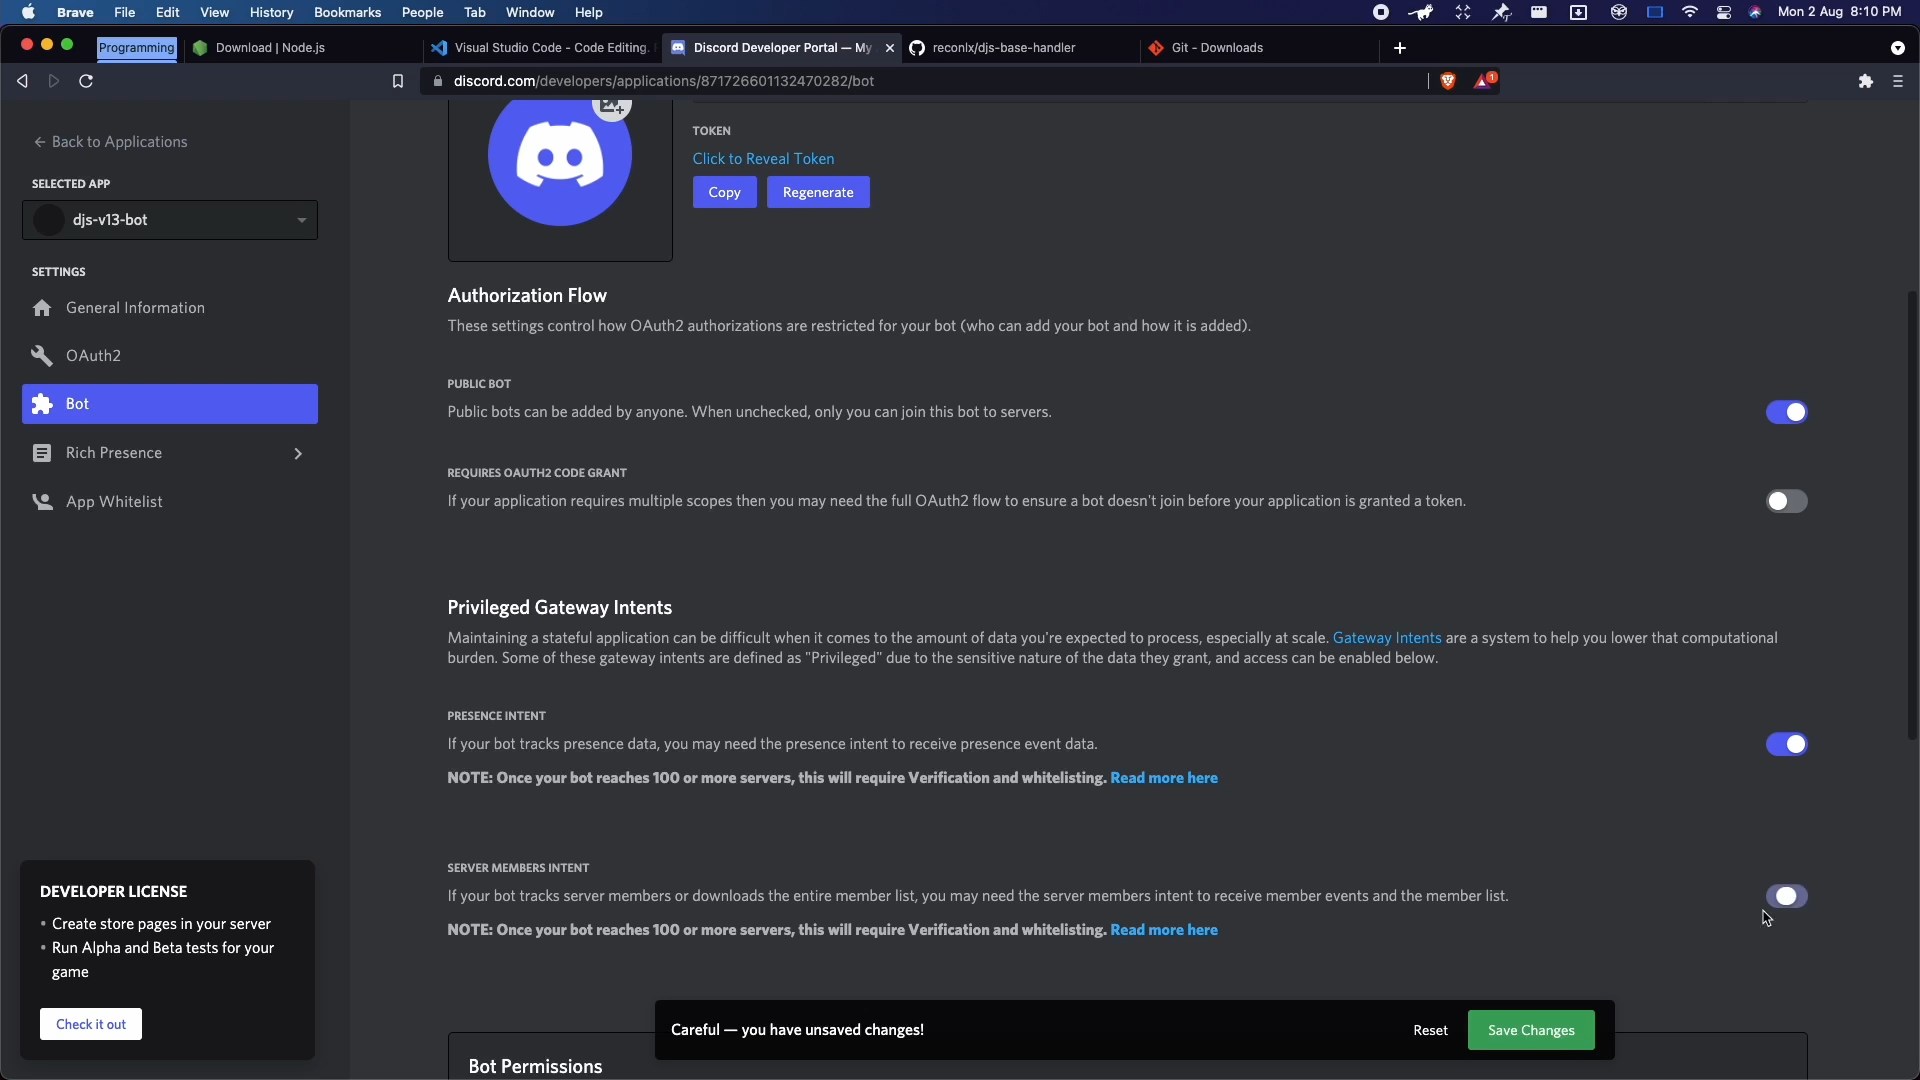 Brave File Edit View History Bookmarks People Tab Window Help Mon 2 Aug 8:10 PM
Programming Download | Node.js Visual Studio Code - Code Editing. Discord Developer Portal — My reconlx/djs-base-handler Git - Downloads
discord.com/developers/applications/871726601132470282/bot 1
← Back to Applications
SELECTED APP
djs-v13-bot
SETTINGS
General Information
OAuth2
Bot
Rich Presence
App Whitelist
DEVELOPER LICENSE
• Create store pages in your server
• Run Alpha and Beta tests for your
game
Check it out
TOKEN
Click to Reveal Token
Copy Regenerate
Authorization Flow
These settings control how OAuth2 authorizations are restricted for your bot (who can add your bot and how it is added).
PUBLIC BOT
Public bots can be added by anyone. When unchecked, only you can join this bot to servers.
REQUIRES OAUTH2 CODE GRANT
If your application requires multiple scopes then you may need the full OAuth2 flow to ensure a bot doesn't join before your application is granted a token.
Privileged Gateway Intents
Maintaining a stateful application can be difficult when it comes to the amount of data you're expected to process, especially at scale. Gateway Intents are a system to help you lower that computational
burden. Some of these gateway intents are defined as "Privileged" due to the sensitive nature of the data they grant, and access can be enabled below.
PRESENCE INTENT
If your bot tracks presence data, you may need the presence intent to receive presence event data.
NOTE: Once your bot reaches 100 or more servers, this will require Verification and whitelisting. Read more here
SERVER MEMBERS INTENT
If your bot tracks server members or downloads the entire member list, you may need the server members intent to receive member events and the member list.
NOTE: Once your bot reaches 100 or more servers, this will require Verification and whitelisting. Read more here
Careful — you have unsaved changes! Reset Save Changes
Bot Permissions